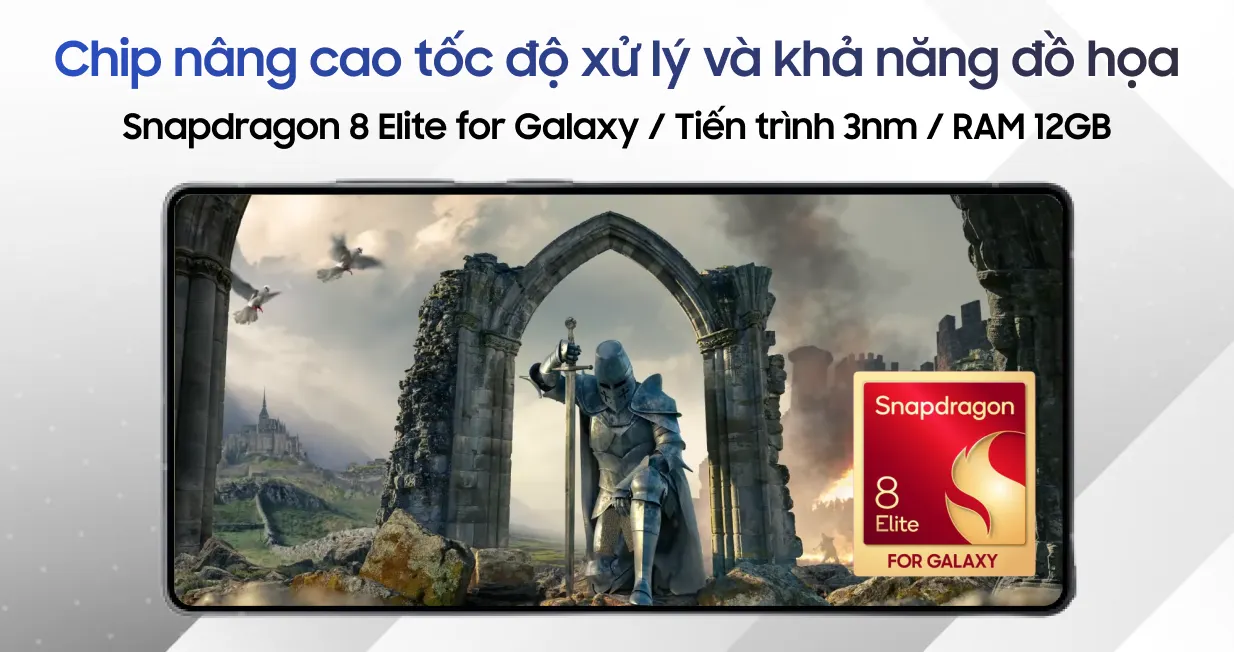 Chip nâng cao tốc độ xử lý và khả năng đồ họa
Snapdragon 8 Elite for Galaxy / Tiến trình 3nm / RAM 12GB
Snapdragon
8
Elite
FOR GALAXY